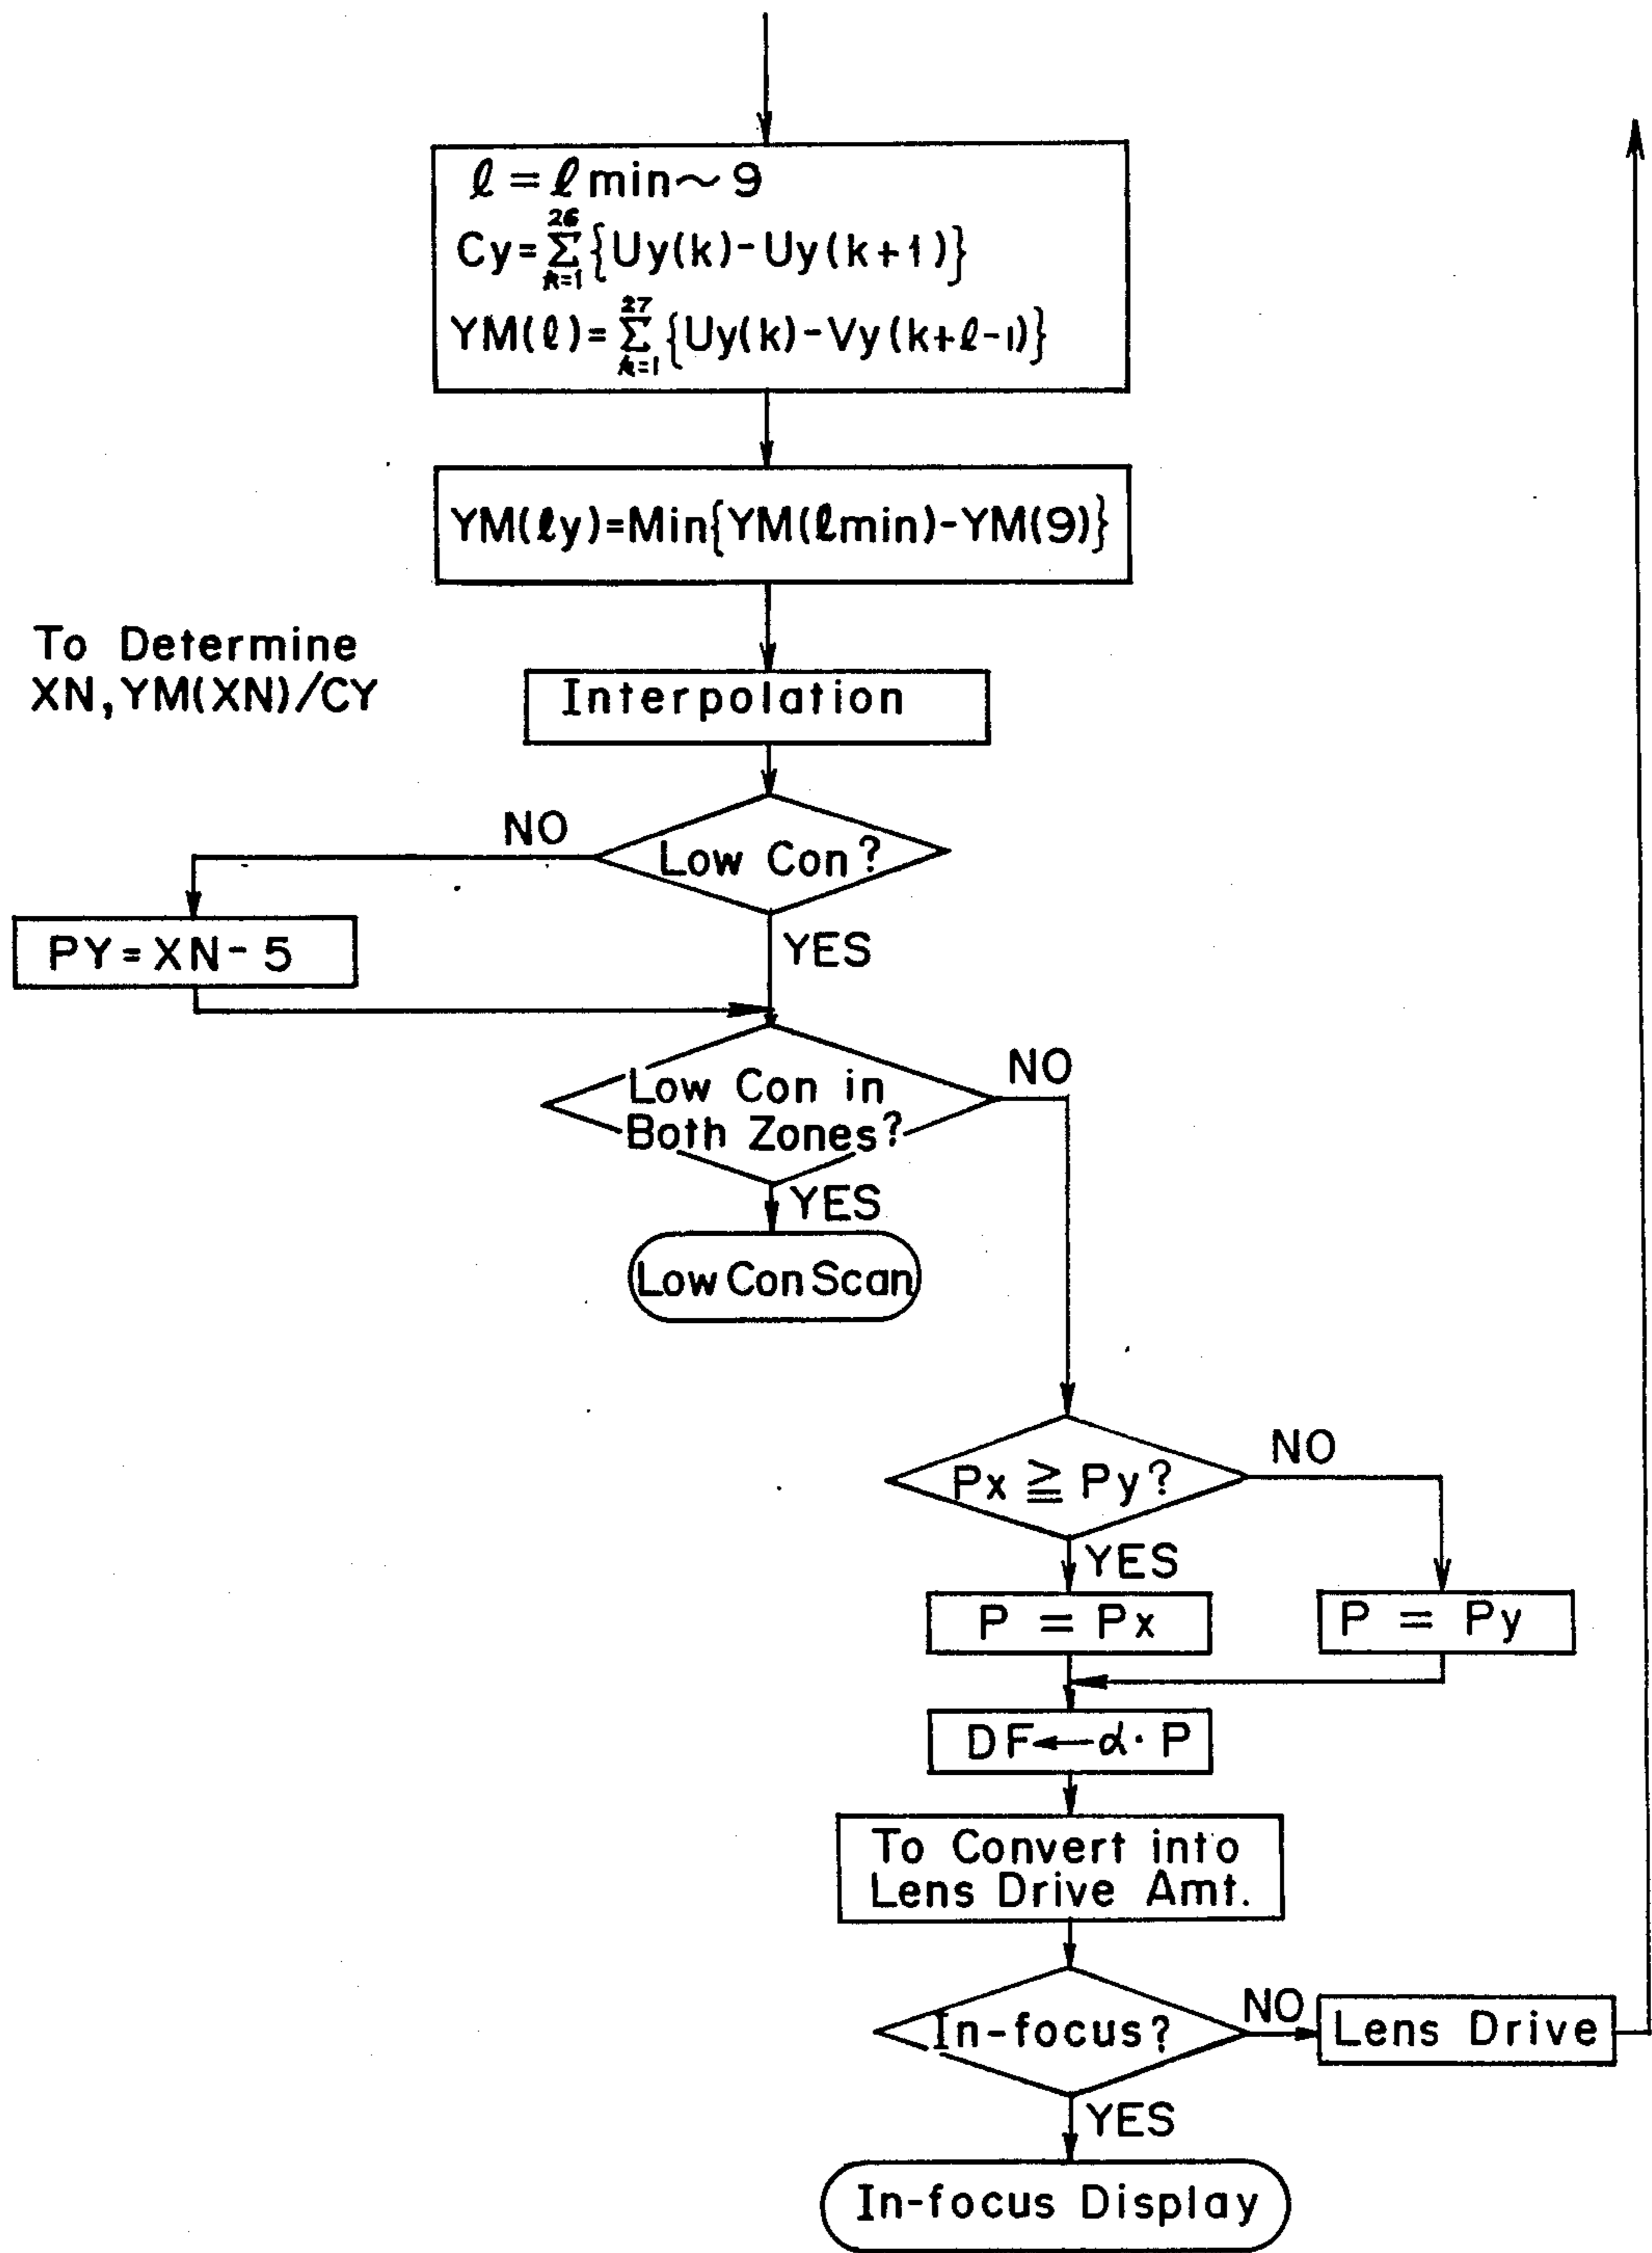 ℓ = ℓ min ~ 9
Cy = 26 Σ k=1 {Uy(k)-Uy(k+1)}
YM(ℓ) = 27 Σ k=1 {Uy(k)-Vy(k+ℓ-1)}
YM(ℓy)=Min{YM(ℓmin)-YM(9)}
To Determine
XN, YM(XN)/CY
Interpolation
NO
Low Con?
PY = XN - 5
YES
NO
Low Con in
Both Zones?
YES
Low Con Scan
NO
Px ≧ Py?
YES
P = Px
P = Py
DF ← α · P
To Convert into
Lens Drive Amt.
In-focus?
NO
Lens Drive
YES
In-focus Display